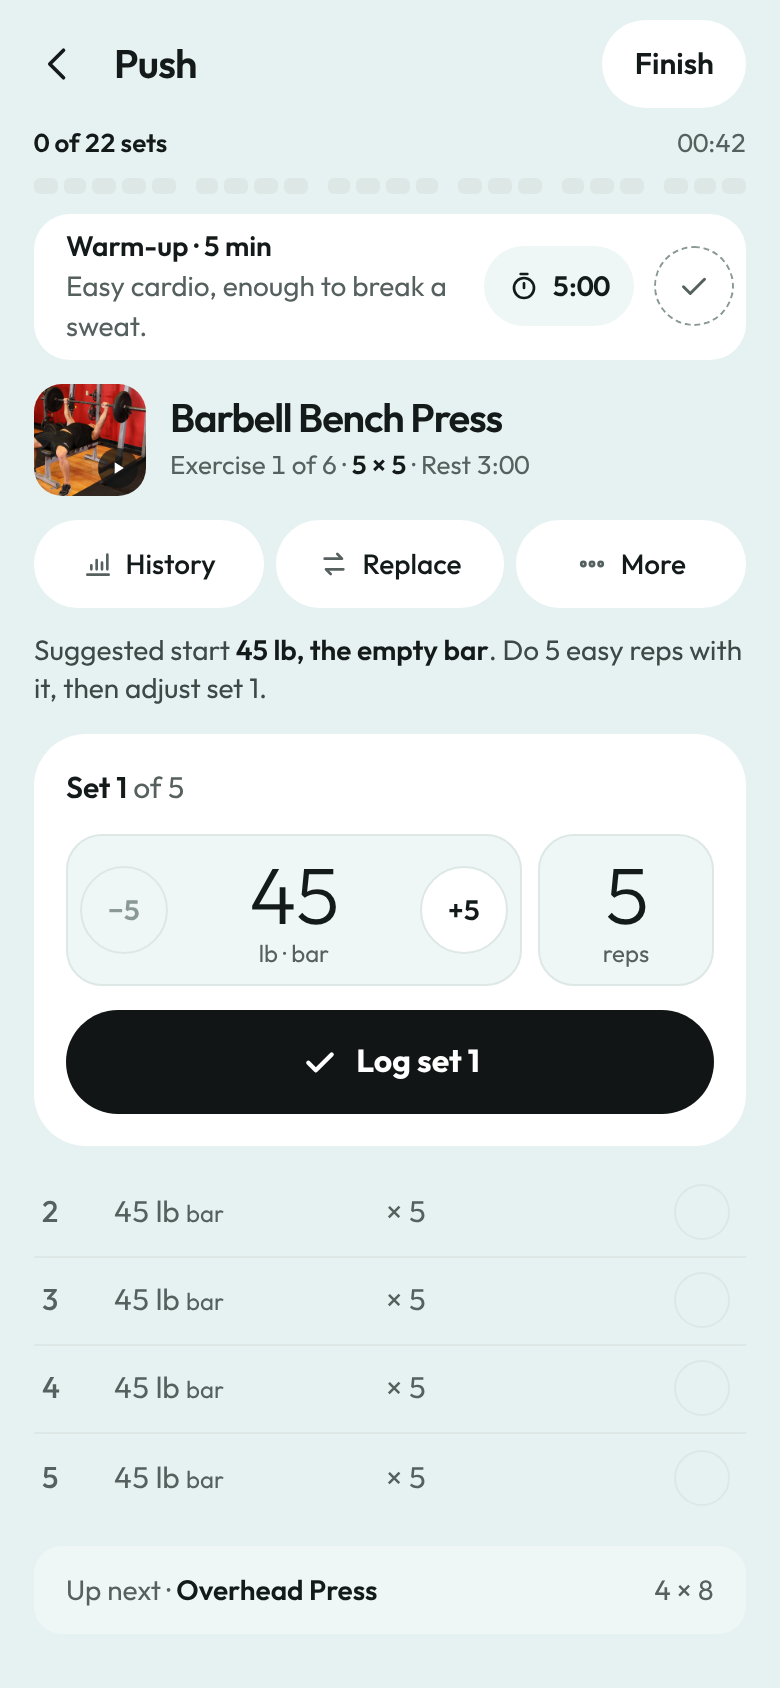 Push
Finish
0 of 22 sets
00:42
Warm-up · 5 min
Easy cardio, enough to break a
sweat.
5:00
Barbell Bench Press
Exercise 1 of 6 · 5 × 5 · Rest 3:00
History
Replace
More
Suggested start 45 lb, the empty bar. Do 5 easy reps with
it, then adjust set 1.
Set 1 of 5
−5
45
lb · bar
+5
5
reps
Log set 1
2 45 lb bar × 5
3 45 lb bar × 5
4 45 lb bar × 5
5 45 lb bar × 5
Up next · Overhead Press
4 × 8